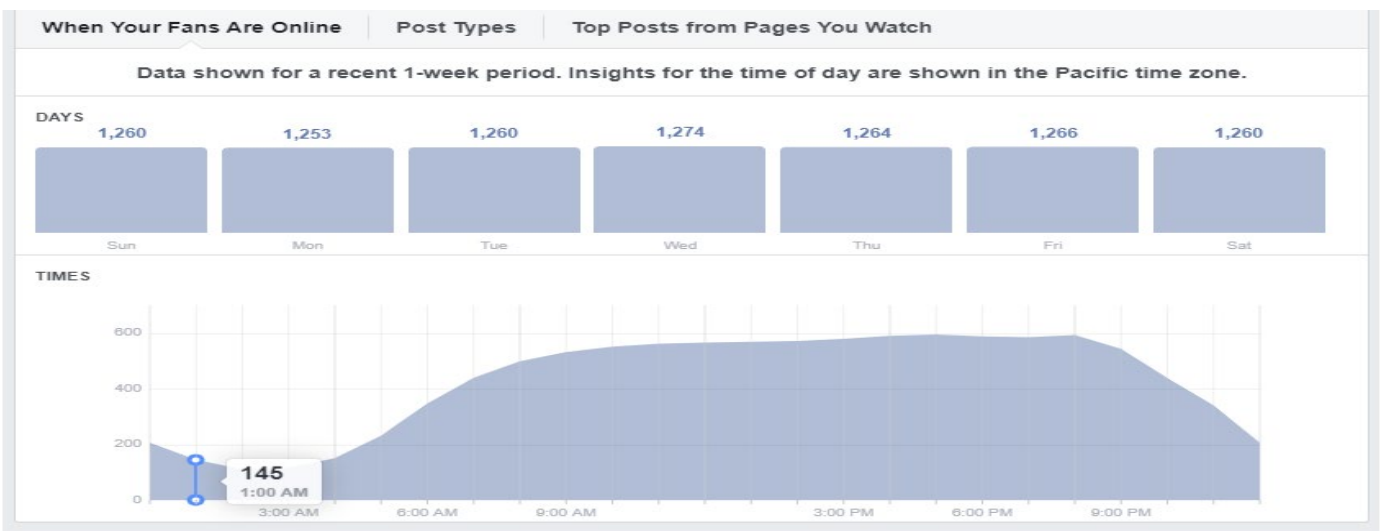 When Your Fans Are Online Post Types Top Posts from Pages You Watch
Data shown for a recent 1-week period. Insights for the time of day are shown in the Pacific time zone.
DAYS
1,260 1,253 1,260 1,274 1,264 1,266 1,260
Sun Mon Tue Wed Thu Fri Sat
TIMES
600
400
200
145
1:00 AM
0
3:00 AM 6:00 AM 9:00 AM 3:00 PM 6:00 PM 9:00 PM